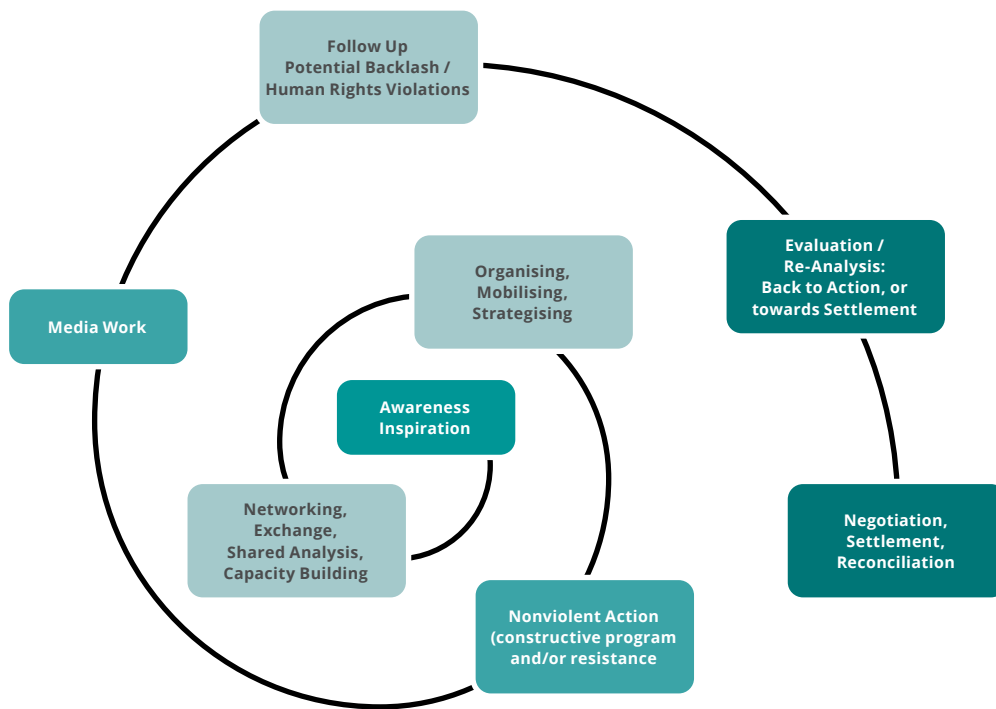 Follow Up
Potential Backlash /
Human Rights Violations
Evaluation /
Re-Analysis:
Back to Action, or
towards Settlement
Organising,
Mobilising,
Strategising
Media Work
Awareness
Inspiration
Networking,
Exchange,
Shared Analysis,
Capacity Building
Negotiation,
Settlement,
Reconciliation
Nonviolent Action
(constructive program
and/or resistance